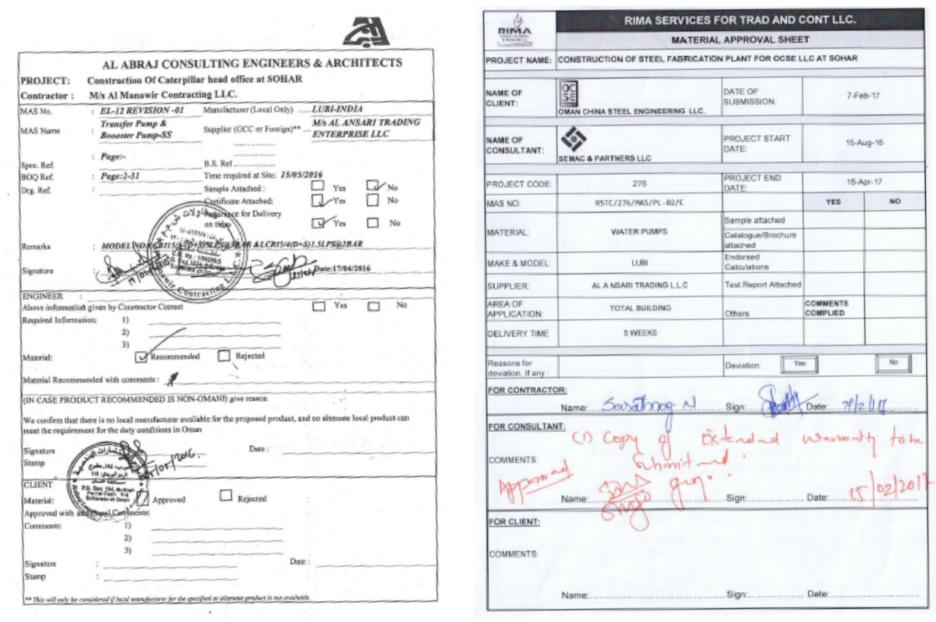 AL ABRAJ CONSULTING ENGINEERS & ARCHITECTS
PROJECT: Construction Of Caterpillar head office at SOHAR
Contractor : M/s Al Manawir Contracting LLC.
MAS No. : EL-12 REVISION -01 Manufacturer (Local Only) .... LUBI-INDIA
MAS Name : Transfer Pump & Booster Pump-SS Supplier (GCC or Foreign)** ... M/s AL ANSARI TRADING ENTERPRISE LLC
Spec. Ref. : Page:- B.S. Ref
BOQ Ref. : Page:2-31 Time required at Site: 15/05/2016
Drg. Ref. : Sample Attached : Yes No
Certificate Attached: Yes No
Assurance for Delivery on time Yes No
Remarks : &LCR15/4(D+S)1.5LPS@2BAR
Signature Date:17/04/2016
ENGINEER :
Above information given by Contractor Correct Yes No
Required Information: 1)
2)
3)
Material: Recommended Rejected
Material Recommended with comments :
(IN CASE PRODUCT RECOMMENDED IS NON-OMANI) give reason
We confirm that there is no local manufacturer available for the proposed product, and no alternate local product can
meet the requirement for the duty conditions in Oman
Signature Date :
Stamp
CLIENT
Material: Approved Rejected
Approved with additional Comments:
Comments: 1)
2)
3)
Signature : Date :
Stamp :
** This will only be considered if local manufacturer for the specified or alternate product is not available.
RIMA
RIMA SERVICES FOR TRAD AND CONT LLC.
MATERIAL APPROVAL SHEET
PROJECT NAME: CONSTRUCTION OF STEEL FABRICATION PLANT FOR OCSE LLC AT SOHAR
NAME OF CLIENT: OMAN CHINA STEEL ENGINEERING LLC. DATE OF SUBMISSION: 7-Feb-17
NAME OF CONSULTANT: SEMAC & PARTNERS LLC PROJECT START DATE: 15-Aug-16
PROJECT CODE: 276 PROJECT END DATE: 15-Apr-17
MAS NO: RSTC/276/MAS/PL-02/C YES NO
MATERIAL: WATER PUMPS Sample attached
Catalogue/Brochure attached
MAKE & MODEL: LUBI Endorsed Calculations
SUPPLIER: AL ANSARI TRADING L.L.C Test Report Attached
AREA OF APPLICATION: TOTAL BUILDING Others COMMENTS COMPLIED
DELIVERY TIME 5 WEEKS
Reasons for deviation, if any : Deviation: Yes No
FOR CONTRACTOR:
Name: Sign: Date: 7/2/17
FOR CONSULTANT:
(1) Copy of Extended warranty to be
COMMENTS: Submitted.
Approved
Name: Sign: Date: 15/02/2017
FOR CLIENT:
COMMENTS:
Name: Sign: Date: